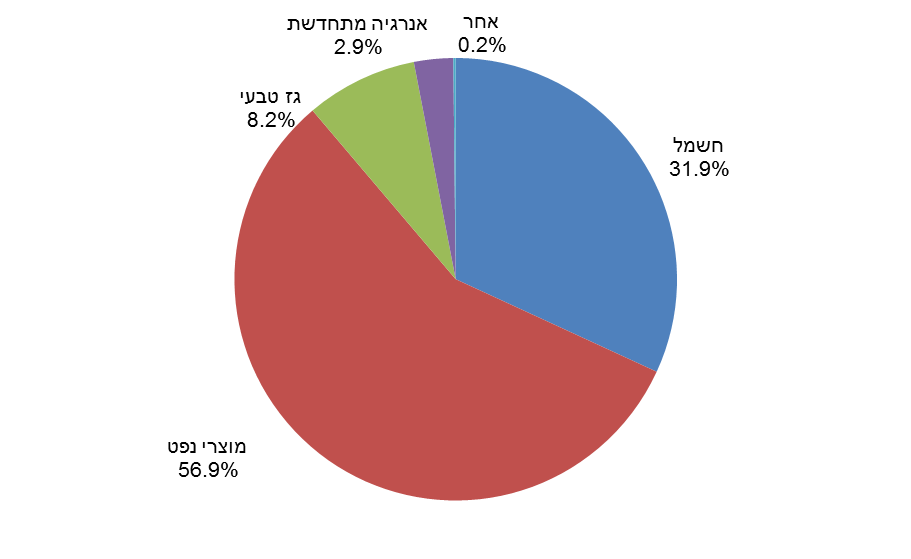 אחר
0.2%
אנרגיה מתחדשת
2.9%
גז טבעי
8.2%
חשמל
31.9%
מוצרי נפט
56.9%